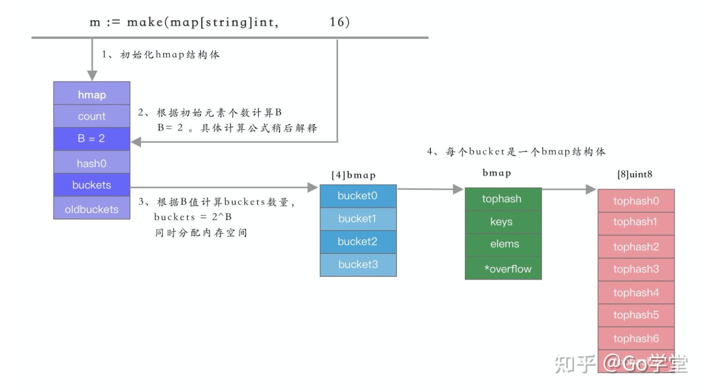 m := make(map[string]int, 16)
1、初始化hmap结构体
hmap
count
B = 2
hash0
buckets
oldbuckets
2、根据初始元素个数计算B
B= 2 。具体计算公式稍后解释
3、根据B值计算buckets数量,
buckets = 2^B
同时分配内存空间
[4]bmap
bucket0
bucket1
bucket2
bucket3
4、每个bucket是一个bmap结构体
bmap
tophash
keys
elems
*overflow
[8]uint8
tophash0
tophash1
tophash2
tophash3
tophash4
tophash5
tophash6
知乎 @Go学堂